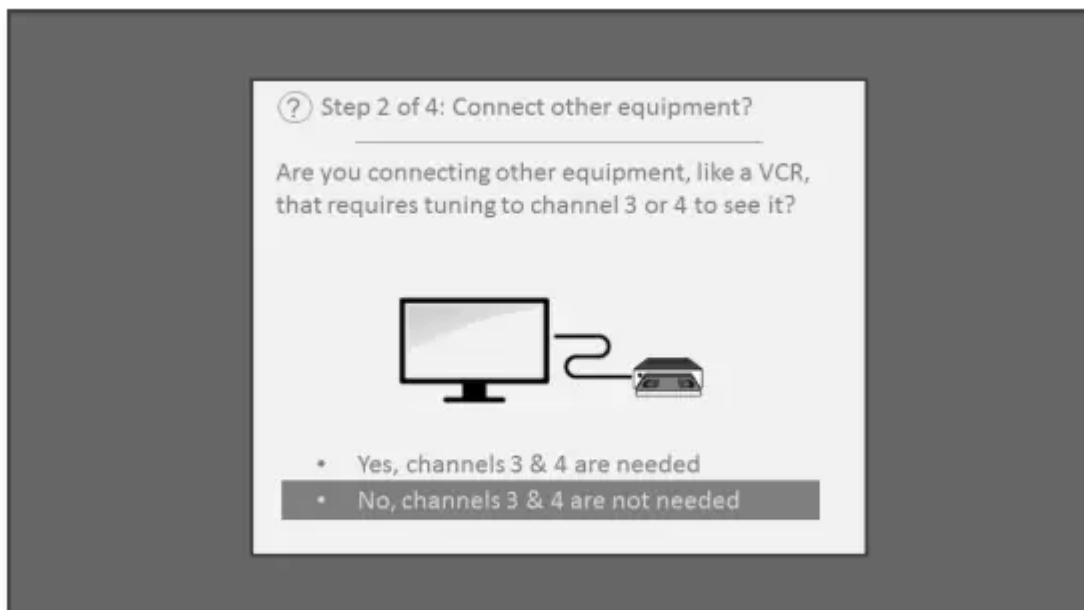 ? Step 2 of 4: Connect other equipment?
Are you connecting other equipment, like a VCR,
that requires tuning to channel 3 or 4 to see it?
• Yes, channels 3 & 4 are needed
• No, channels 3 & 4 are not needed